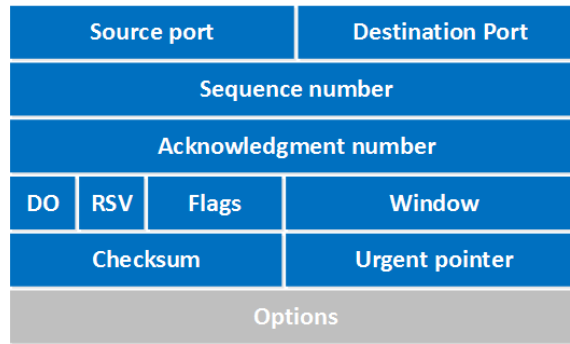 Source port Destination Port
Sequence number
Acknowledgment number
DO RSV Flags Window
Checksum Urgent pointer
Options